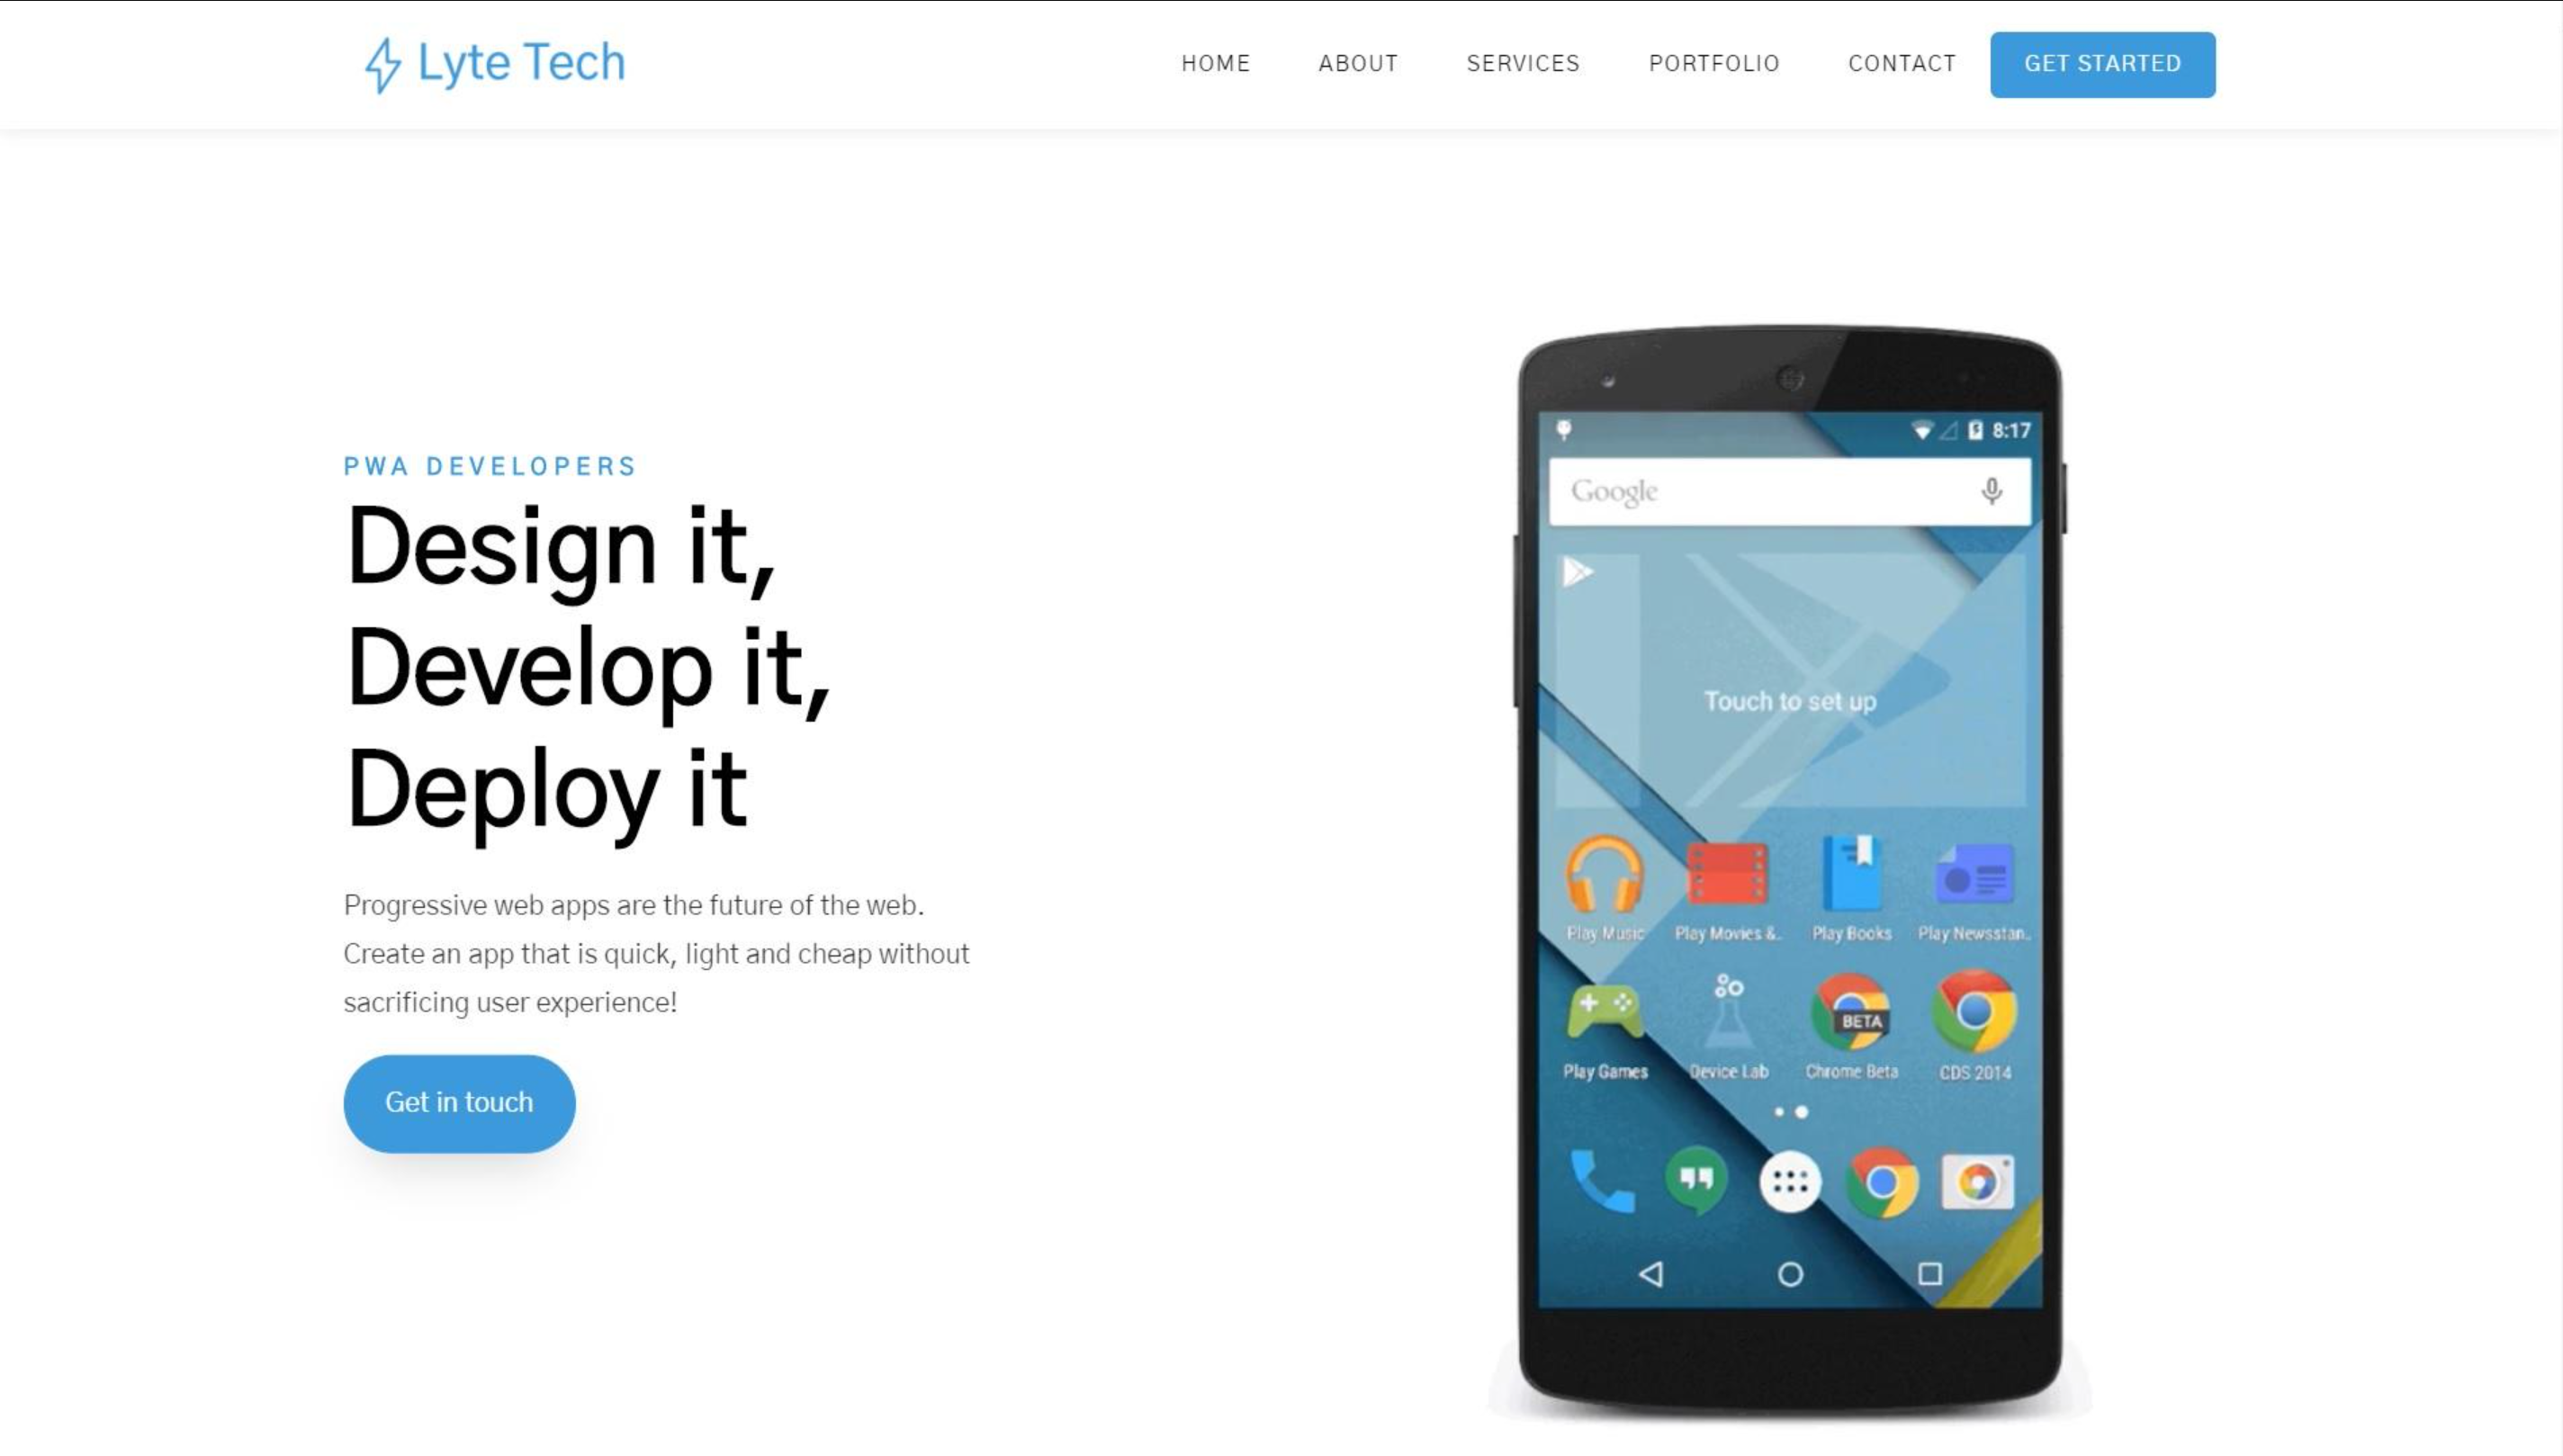 Lyte Tech
HOME ABOUT SERVICES PORTFOLIO CONTACT GET STARTED
PWA DEVELOPERS
Design it,
Develop it,
Deploy it
Progressive web apps are the future of the web.
Create an app that is quick, light and cheap without
sacrificing user experience!
Get in touch
8:17
Google
Touch to set up
Play Music Play Movies &.. Play Books Play Newsstan..
BETA
Play Games Device Lab Chrome Beta CDS 2014